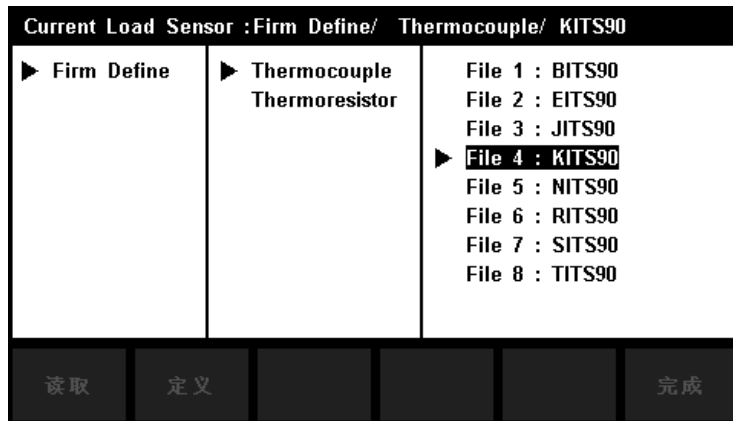 Current Load Sensor :Firm Define/ Thermocouple/ KITS90
▶ Firm Define
▶ Thermocouple
Thermoresistor
File 1 : BITS90
File 2 : EITS90
File 3 : JITS90
▶ File 4 : KITS90
File 5 : NITS90
File 6 : RITS90
File 7 : SITS90
File 8 : TITS90
读取 定义 完成